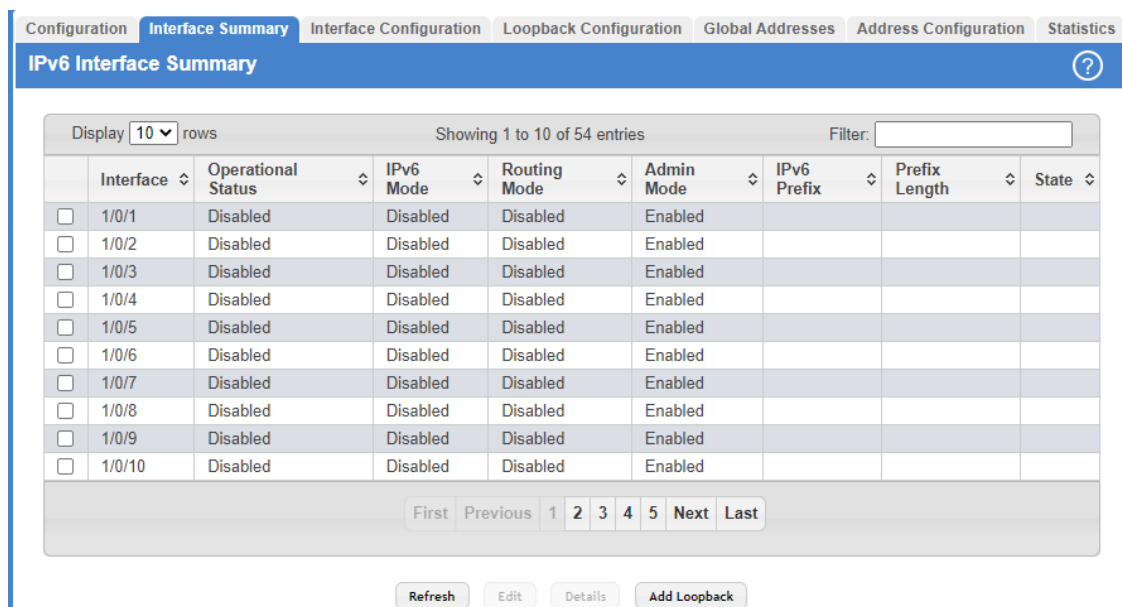 Configuration Interface Summary Interface Configuration Loopback Configuration Global Addresses Address Configuration Statistics
IPv6 Interface Summary ?
Display 10 rows Showing 1 to 10 of 54 entries Filter:
Interface Operational Status IPv6 Mode Routing Mode Admin Mode IPv6 Prefix Prefix Length State
1/0/1 Disabled Disabled Disabled Enabled
1/0/2 Disabled Disabled Disabled Enabled
1/0/3 Disabled Disabled Disabled Enabled
1/0/4 Disabled Disabled Disabled Enabled
1/0/5 Disabled Disabled Disabled Enabled
1/0/6 Disabled Disabled Disabled Enabled
1/0/7 Disabled Disabled Disabled Enabled
1/0/8 Disabled Disabled Disabled Enabled
1/0/9 Disabled Disabled Disabled Enabled
1/0/10 Disabled Disabled Disabled Enabled
First Previous 1 2 3 4 5 Next Last
Refresh Edit Details Add Loopback